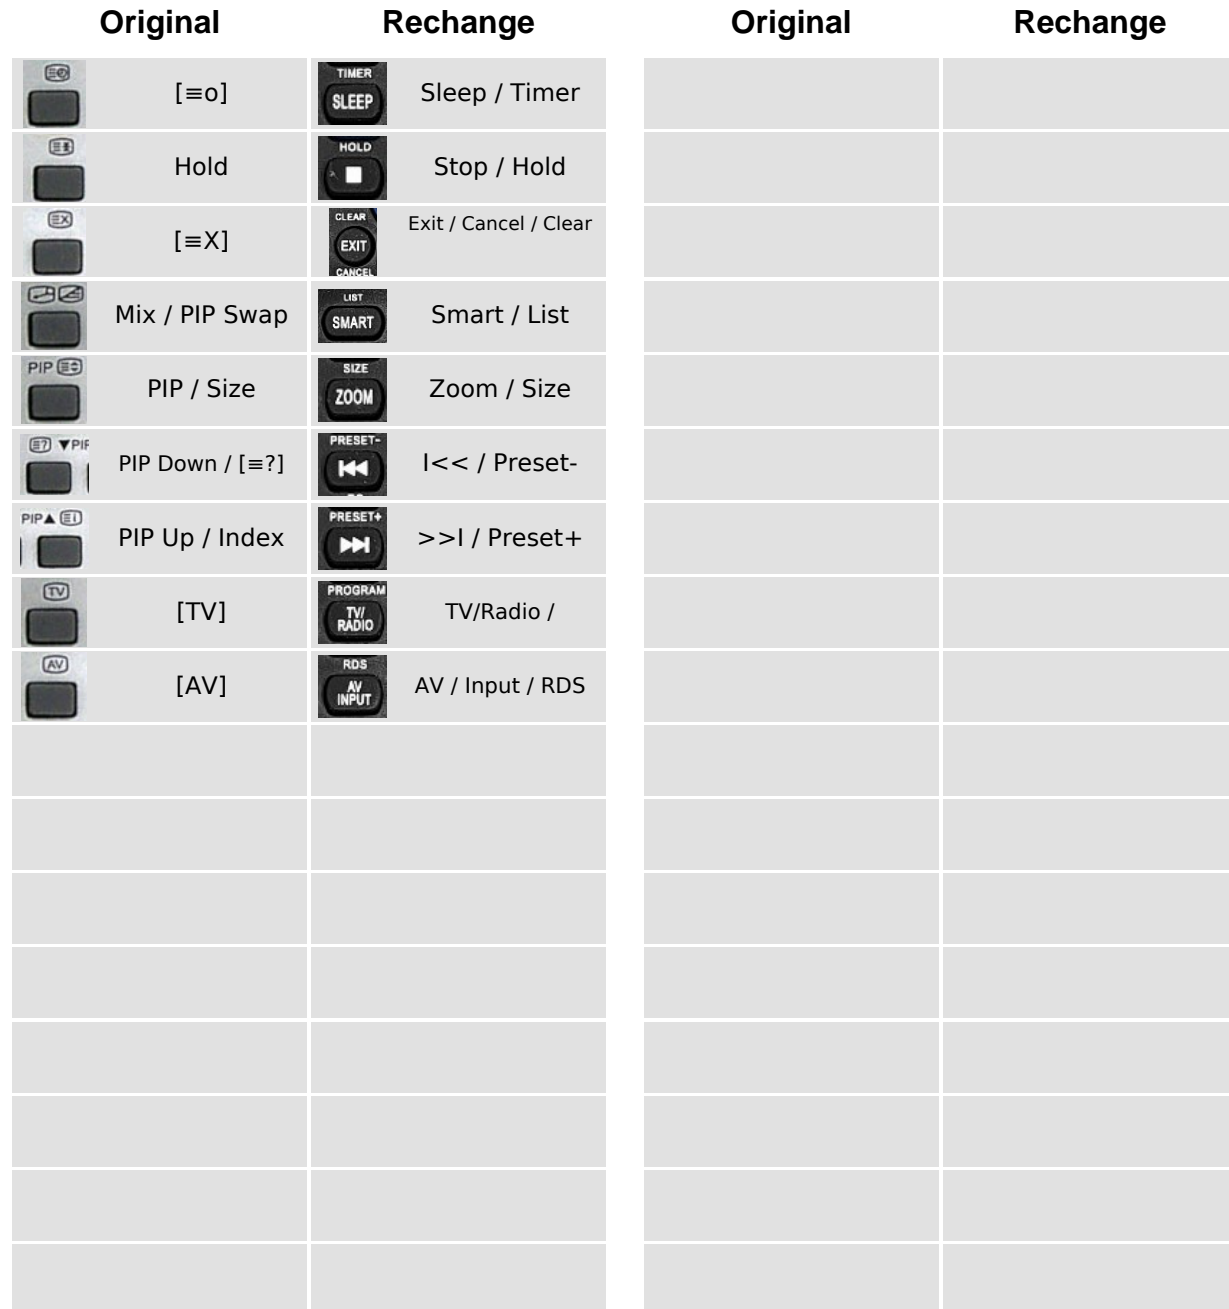 Original Rechange Original Rechange
[≡o] TIMER SLEEP Sleep / Timer
Hold HOLD Stop / Hold
≡X [≡X] CLEAR EXIT CANCEL Exit / Cancel / Clear
Mix / PIP Swap LIST SMART Smart / List
PIP PIP / Size SIZE ZOOM Zoom / Size
≡? ▼PIP PIP Down / [≡?] PRESET- I<< / Preset-
PIP▲ ≡i PIP Up / Index PRESET+ >>I / Preset+
TV [TV] PROGRAM TV/ RADIO TV/Radio /
AV [AV] RDS AV INPUT AV / Input / RDS